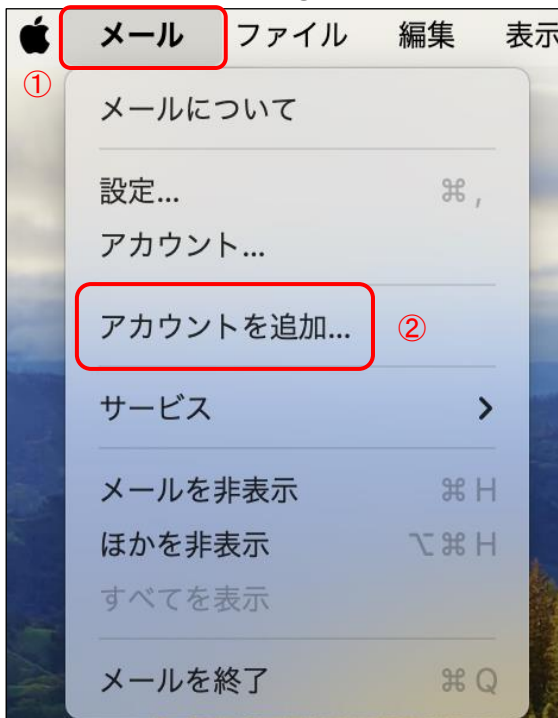 メール ファイル 編集 表示
①
メールについて
設定... ⌘ ,
アカウント...
アカウントを追加... ②
サービス
メールを非表示 ⌘ H
ほかを非表示 ⌥ ⌘ H
すべてを表示
メールを終了 ⌘ Q